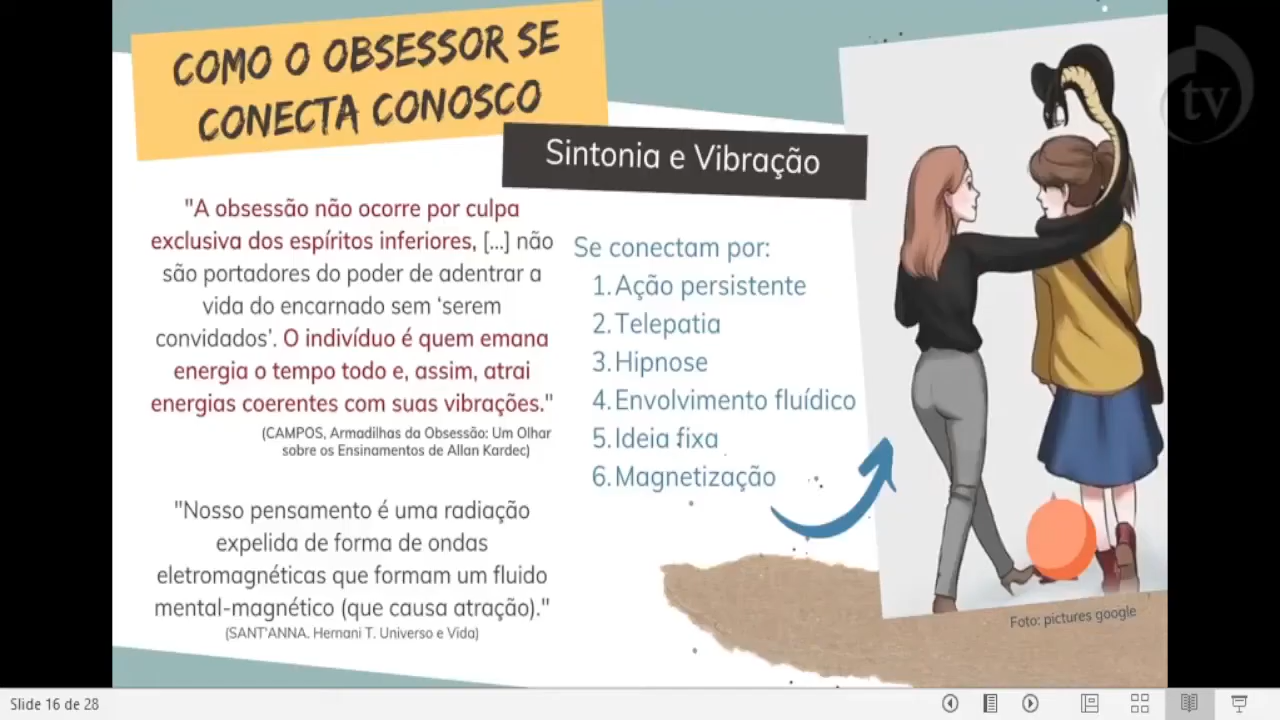 COMO O OBSESSOR SE
CONECTA CONOSCO
Sintonia e Vibração
"A obsessão não ocorre por culpa
exclusiva dos espíritos inferiores, [...] não
são portadores do poder de adentrar a
vida do encarnado sem ‘serem
convidados’. O indivíduo é quem emana
energia o tempo todo e, assim, atrai
energias coerentes com suas vibrações."
(CAMPOS, Armadilhas da Obsessão: Um Olhar
sobre os Ensinamentos de Allan Kardec)
"Nosso pensamento é uma radiação
expelida de forma de ondas
eletromagnéticas que formam um fluido
mental-magnético (que causa atração)."
(SANT'ANNA. Hernani T. Universo e Vida)
Se conectam por:
1. Ação persistente
2. Telepatia
3. Hipnose
4. Envolvimento fluídico
5. Ideia fixa
6. Magnetização
Foto: pictures google
tv
Slide 16 de 28